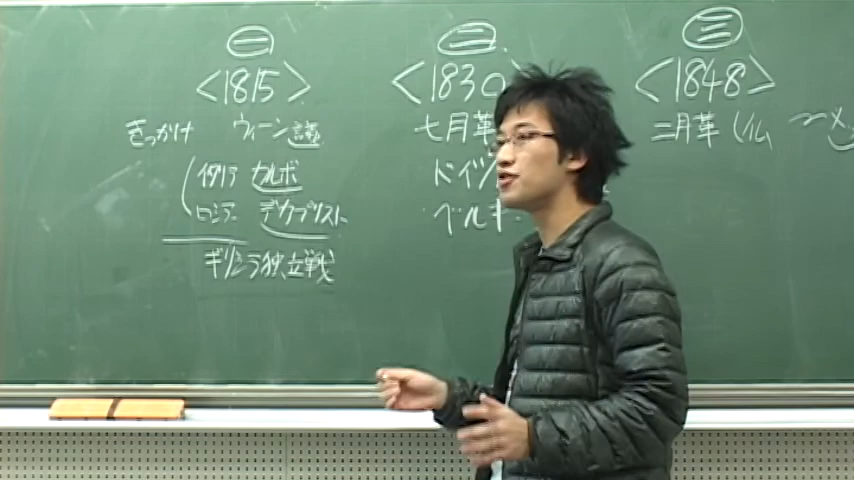 一
<1815>
きっかけ ウィーン議
イタリア カルボ
ロシア デカブリスト
ギリシラ独立戦
二
<1830
七月革
ドイツ
ベルギ
三
<1848>
二月革 (仏